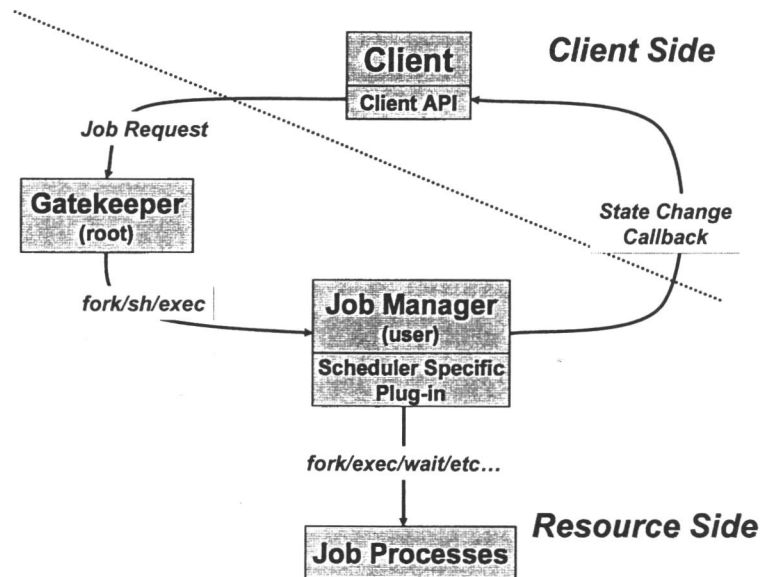 Client Side
Client
Client API
Job Request
Gatekeeper
(root)
State Change
Callback
fork/sh/exec
Job Manager
(user)
Scheduler Specific
Plug-in
fork/exec/wait/etc...
Resource Side
Job Processes